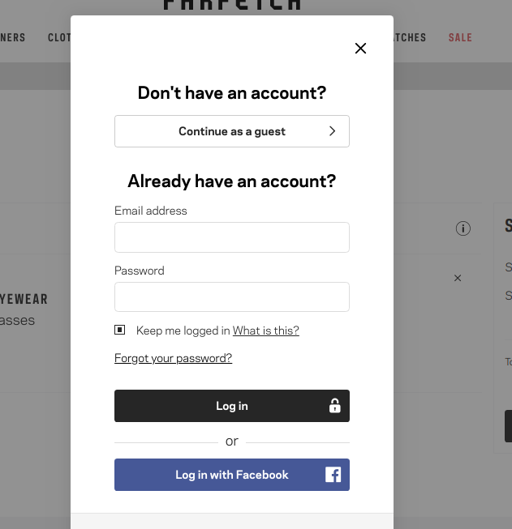 FARFETCH
NERS CLOT TCHES SALE
Don't have an account?
Continue as a guest
Already have an account?
Email address
Password
YEWEAR
asses
Keep me logged in What is this?
Forgot your password?
Log in
or
Log in with Facebook